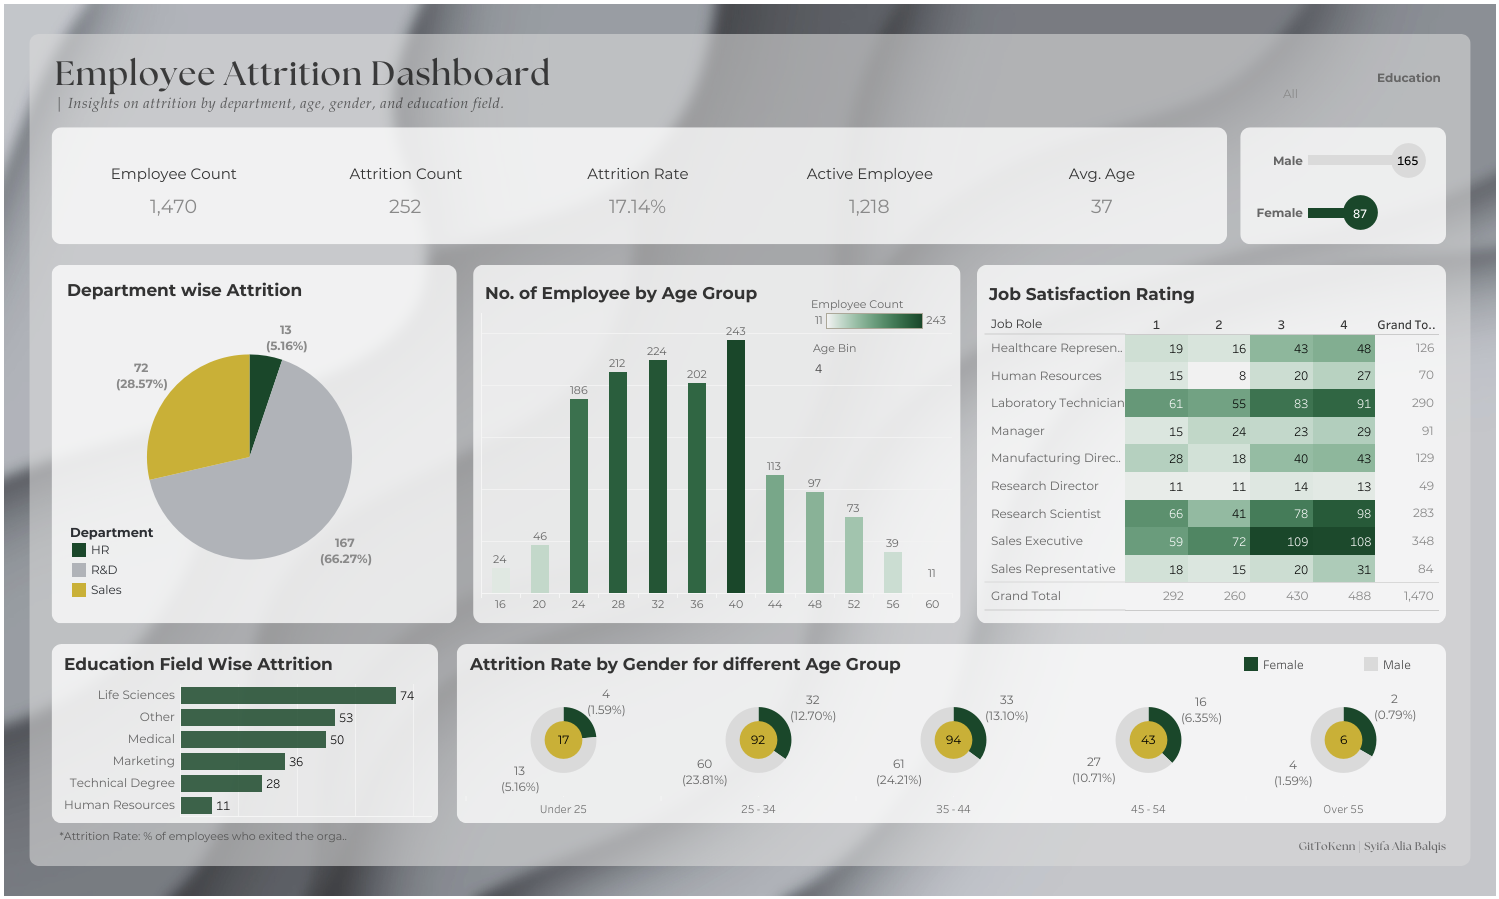 Employee Attrition Dashboard
| Insights on attrition by department, age, gender, and education field.
Education
All
Employee Count
1,470
Attrition Count
252
Attrition Rate
17.14%
Active Employee
1,218
Avg. Age
37
Male 165
Female 87
Department wise Attrition
13
(5.16%)
72
(28.57%)
167
(66.27%)
Department
HR
R&D
Sales
No. of Employee by Age Group
Employee Count
11 243
Age Bin
4
24 46 186 212 224 202 243 113 97 73 39 11
16 20 24 28 32 36 40 44 48 52 56 60
Job Satisfaction Rating
Job Role 1 2 3 4 Grand To..
Healthcare Represen.. 19 16 43 48 126
Human Resources 15 8 20 27 70
Laboratory Technician 61 55 83 91 290
Manager 15 24 23 29 91
Manufacturing Direc.. 28 18 40 43 129
Research Director 11 11 14 13 49
Research Scientist 66 41 78 98 283
Sales Executive 59 72 109 108 348
Sales Representative 18 15 20 31 84
Grand Total 292 260 430 488 1,470
Education Field Wise Attrition
Life Sciences 74
Other 53
Medical 50
Marketing 36
Technical Degree 28
Human Resources 11
*Attrition Rate: % of employees who exited the orga..
Attrition Rate by Gender for different Age Group
Female
Male
4
(1.59%)
17
13
(5.16%)
Under 25
32
(12.70%)
92
60
(23.81%)
25 - 34
33
(13.10%)
94
61
(24.21%)
35 - 44
16
(6.35%)
43
27
(10.71%)
45 - 54
2
(0.79%)
6
4
(1.59%)
Over 55
GitToKenn | Syifa Alia Balqis